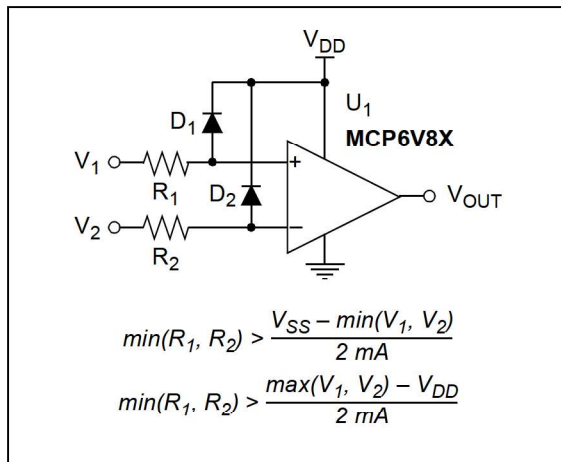 V_DD
U_1
MCP6V8X
D_1
V_1
R_1
+
D_2
V_OUT
V_2
R_2
–
min(R_1, R_2) > (V_SS – min(V_1, V_2)) / 2 mA
min(R_1, R_2) > (max(V_1, V_2) – V_DD) / 2 mA